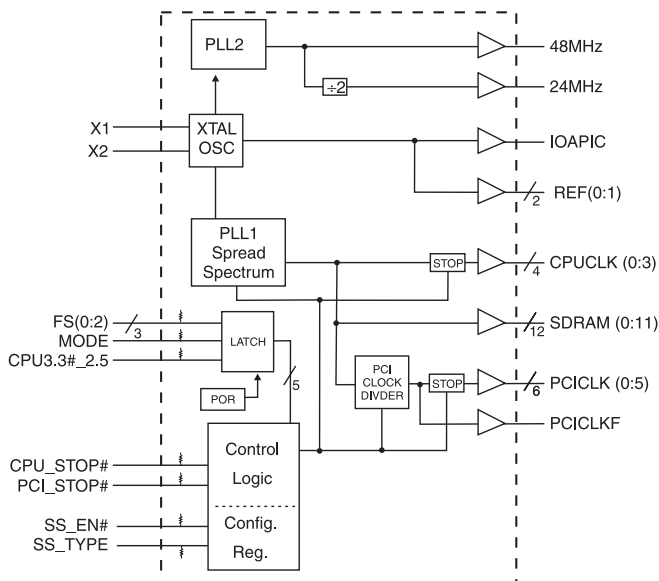 PLL2
48MHz
÷2
24MHz
X1
X2
XTAL
OSC
IOAPIC
REF(0:1)
2
PLL1
Spread
Spectrum
STOP
CPUCLK (0:3)
4
FS(0:2)
3
MODE
CPU3.3#_2.5
LATCH
SDRAM (0:11)
12
POR
5
PCI
CLOCK
DIVDER
STOP
PCICLK (0:5)
6
PCICLKF
CPU_STOP#
PCI_STOP#
SS_EN#
SS_TYPE
Control
Logic
Config.
Reg.